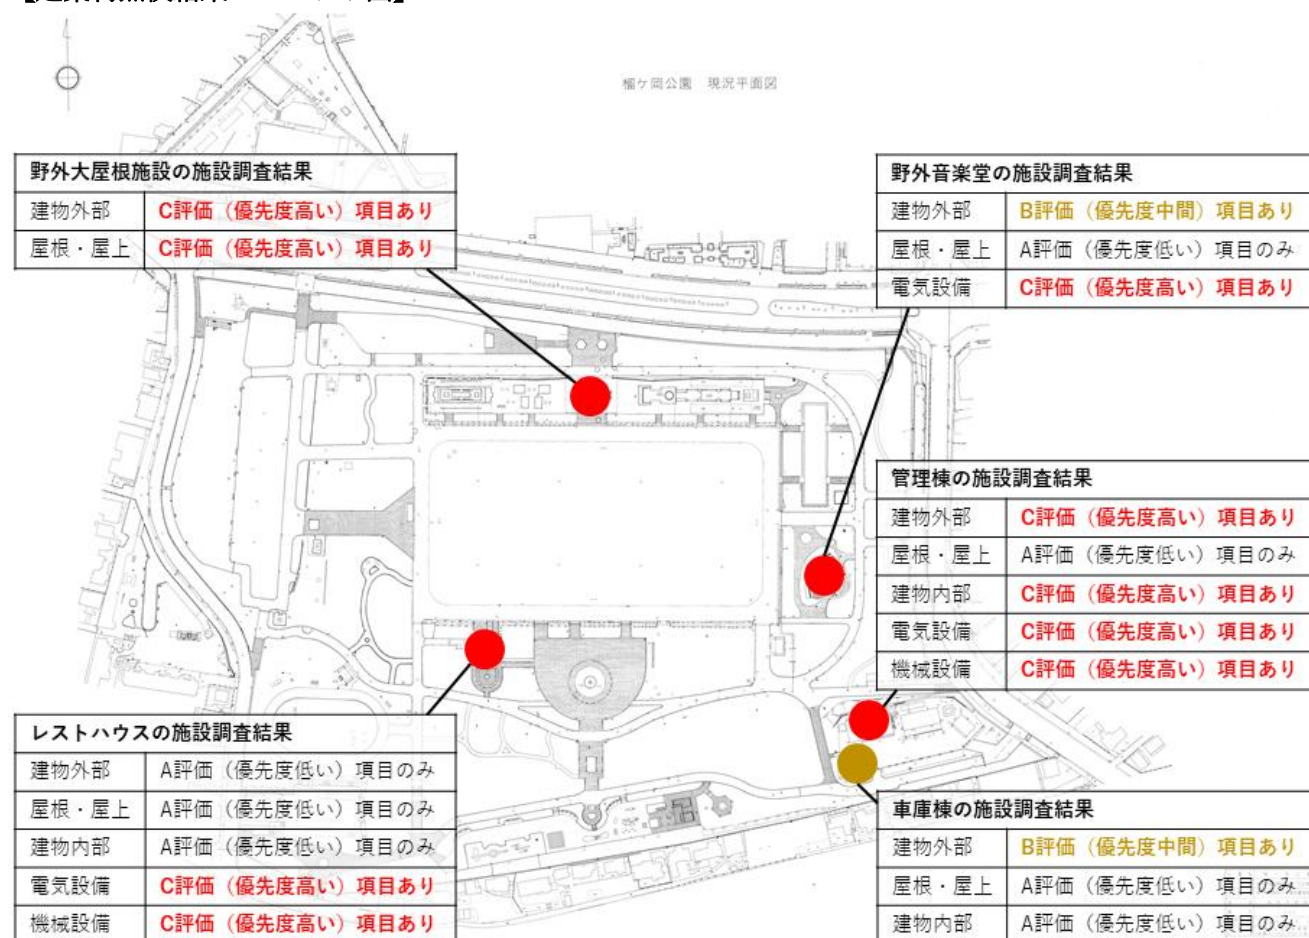 榴ケ岡公園 現況平面図
野外大屋根施設の施設調査結果
建物外部 C評価（優先度高い）項目あり
屋根・屋上 C評価（優先度高い）項目あり
野外音楽堂の施設調査結果
建物外部 B評価（優先度中間）項目あり
屋根・屋上 A評価（優先度低い）項目のみ
電気設備 C評価（優先度高い）項目あり
管理棟の施設調査結果
建物外部 C評価（優先度高い）項目あり
屋根・屋上 A評価（優先度低い）項目のみ
建物内部 C評価（優先度高い）項目あり
電気設備 C評価（優先度高い）項目あり
機械設備 C評価（優先度高い）項目あり
レストハウスの施設調査結果
建物外部 A評価（優先度低い）項目のみ
屋根・屋上 A評価（優先度低い）項目のみ
建物内部 A評価（優先度低い）項目のみ
電気設備 C評価（優先度高い）項目あり
機械設備 C評価（優先度高い）項目あり
車庫棟の施設調査結果
建物外部 B評価（優先度中間）項目あり
屋根・屋上 A評価（優先度低い）項目のみ
建物内部 A評価（優先度低い）項目のみ